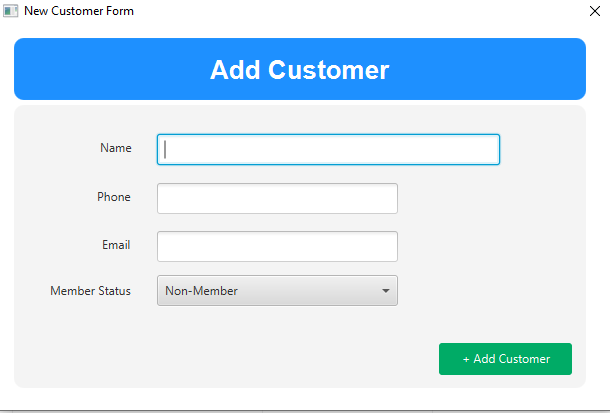 New Customer Form
Add Customer
Name
Phone
Email
Member Status
Non-Member
+ Add Customer